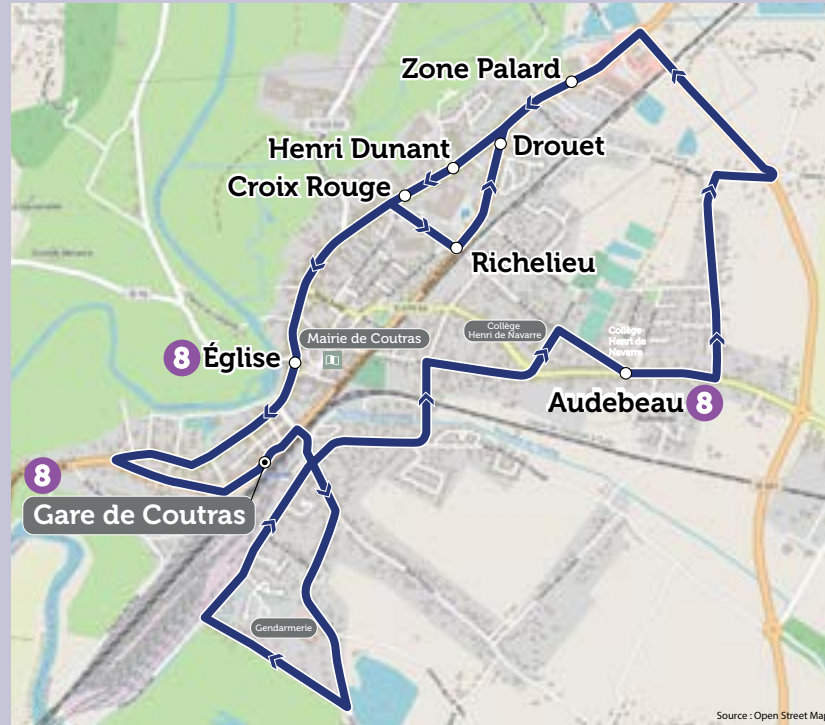 Zone Palard
Henri Dunant
Drouet
Croix Rouge
Richelieu
Mairie de Coutras
Collège
Henri de Navarre
Collège
Henri de
Navarre
8 Église
Audebeau 8
8
Gare de Coutras
Gendarmerie
Source : Open Street Map